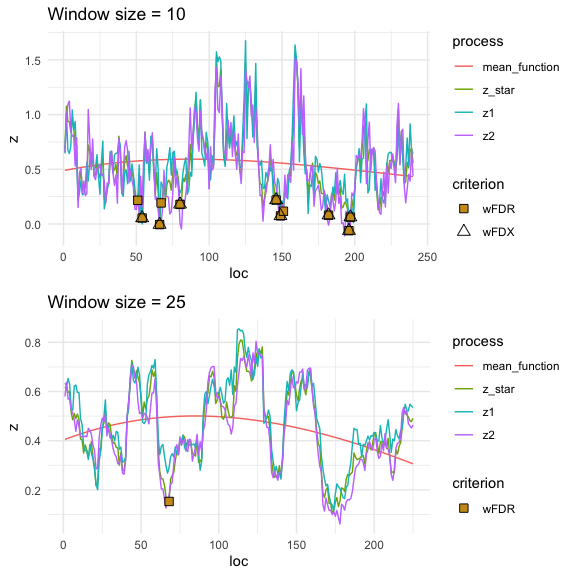 Window size = 10
z
1.5
1.0
0.5
0.0
0
50
100
150
200
250
loc
process
mean_function
z_star
z1
z2
criterion
wFDR
wFDX
Window size = 25
z
0.8
0.6
0.4
0.2
0
50
100
150
200
loc
process
mean_function
z_star
z1
z2
criterion
wFDR